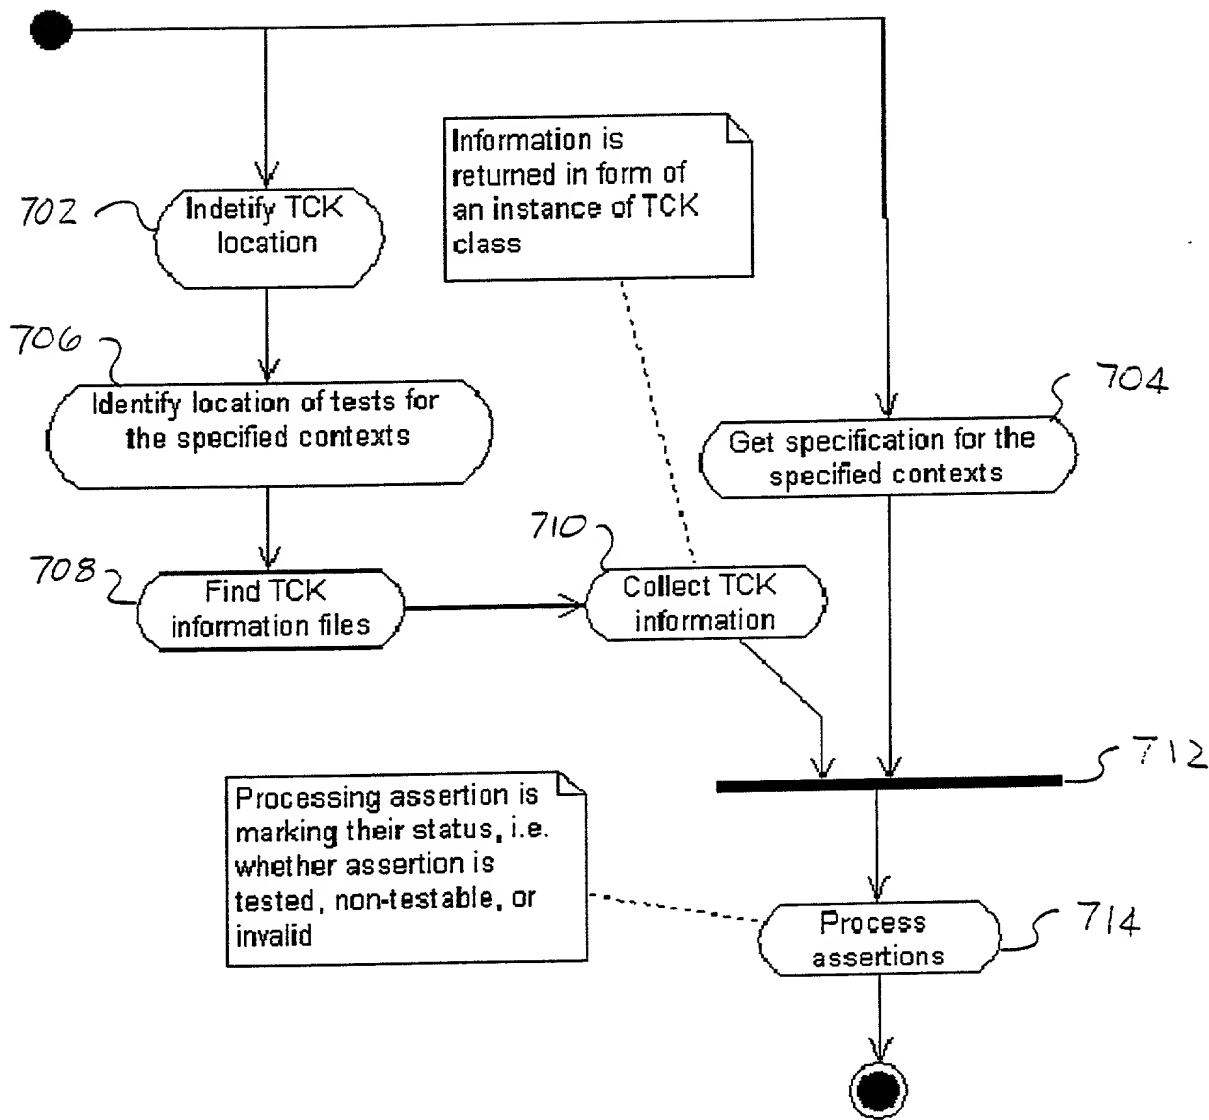 Information is
returned in form of
an instance of TCK
class
702
Indetify TCK
location
706
Identify location of tests for
the specified contexts
704
Get specification for the
specified contexts
708
Find TCK
information files
710
Collect TCK
information
712
Processing assertion is
marking their status, i.e.
whether assertion is
tested, non-testable, or
invalid
714
Process
assertions